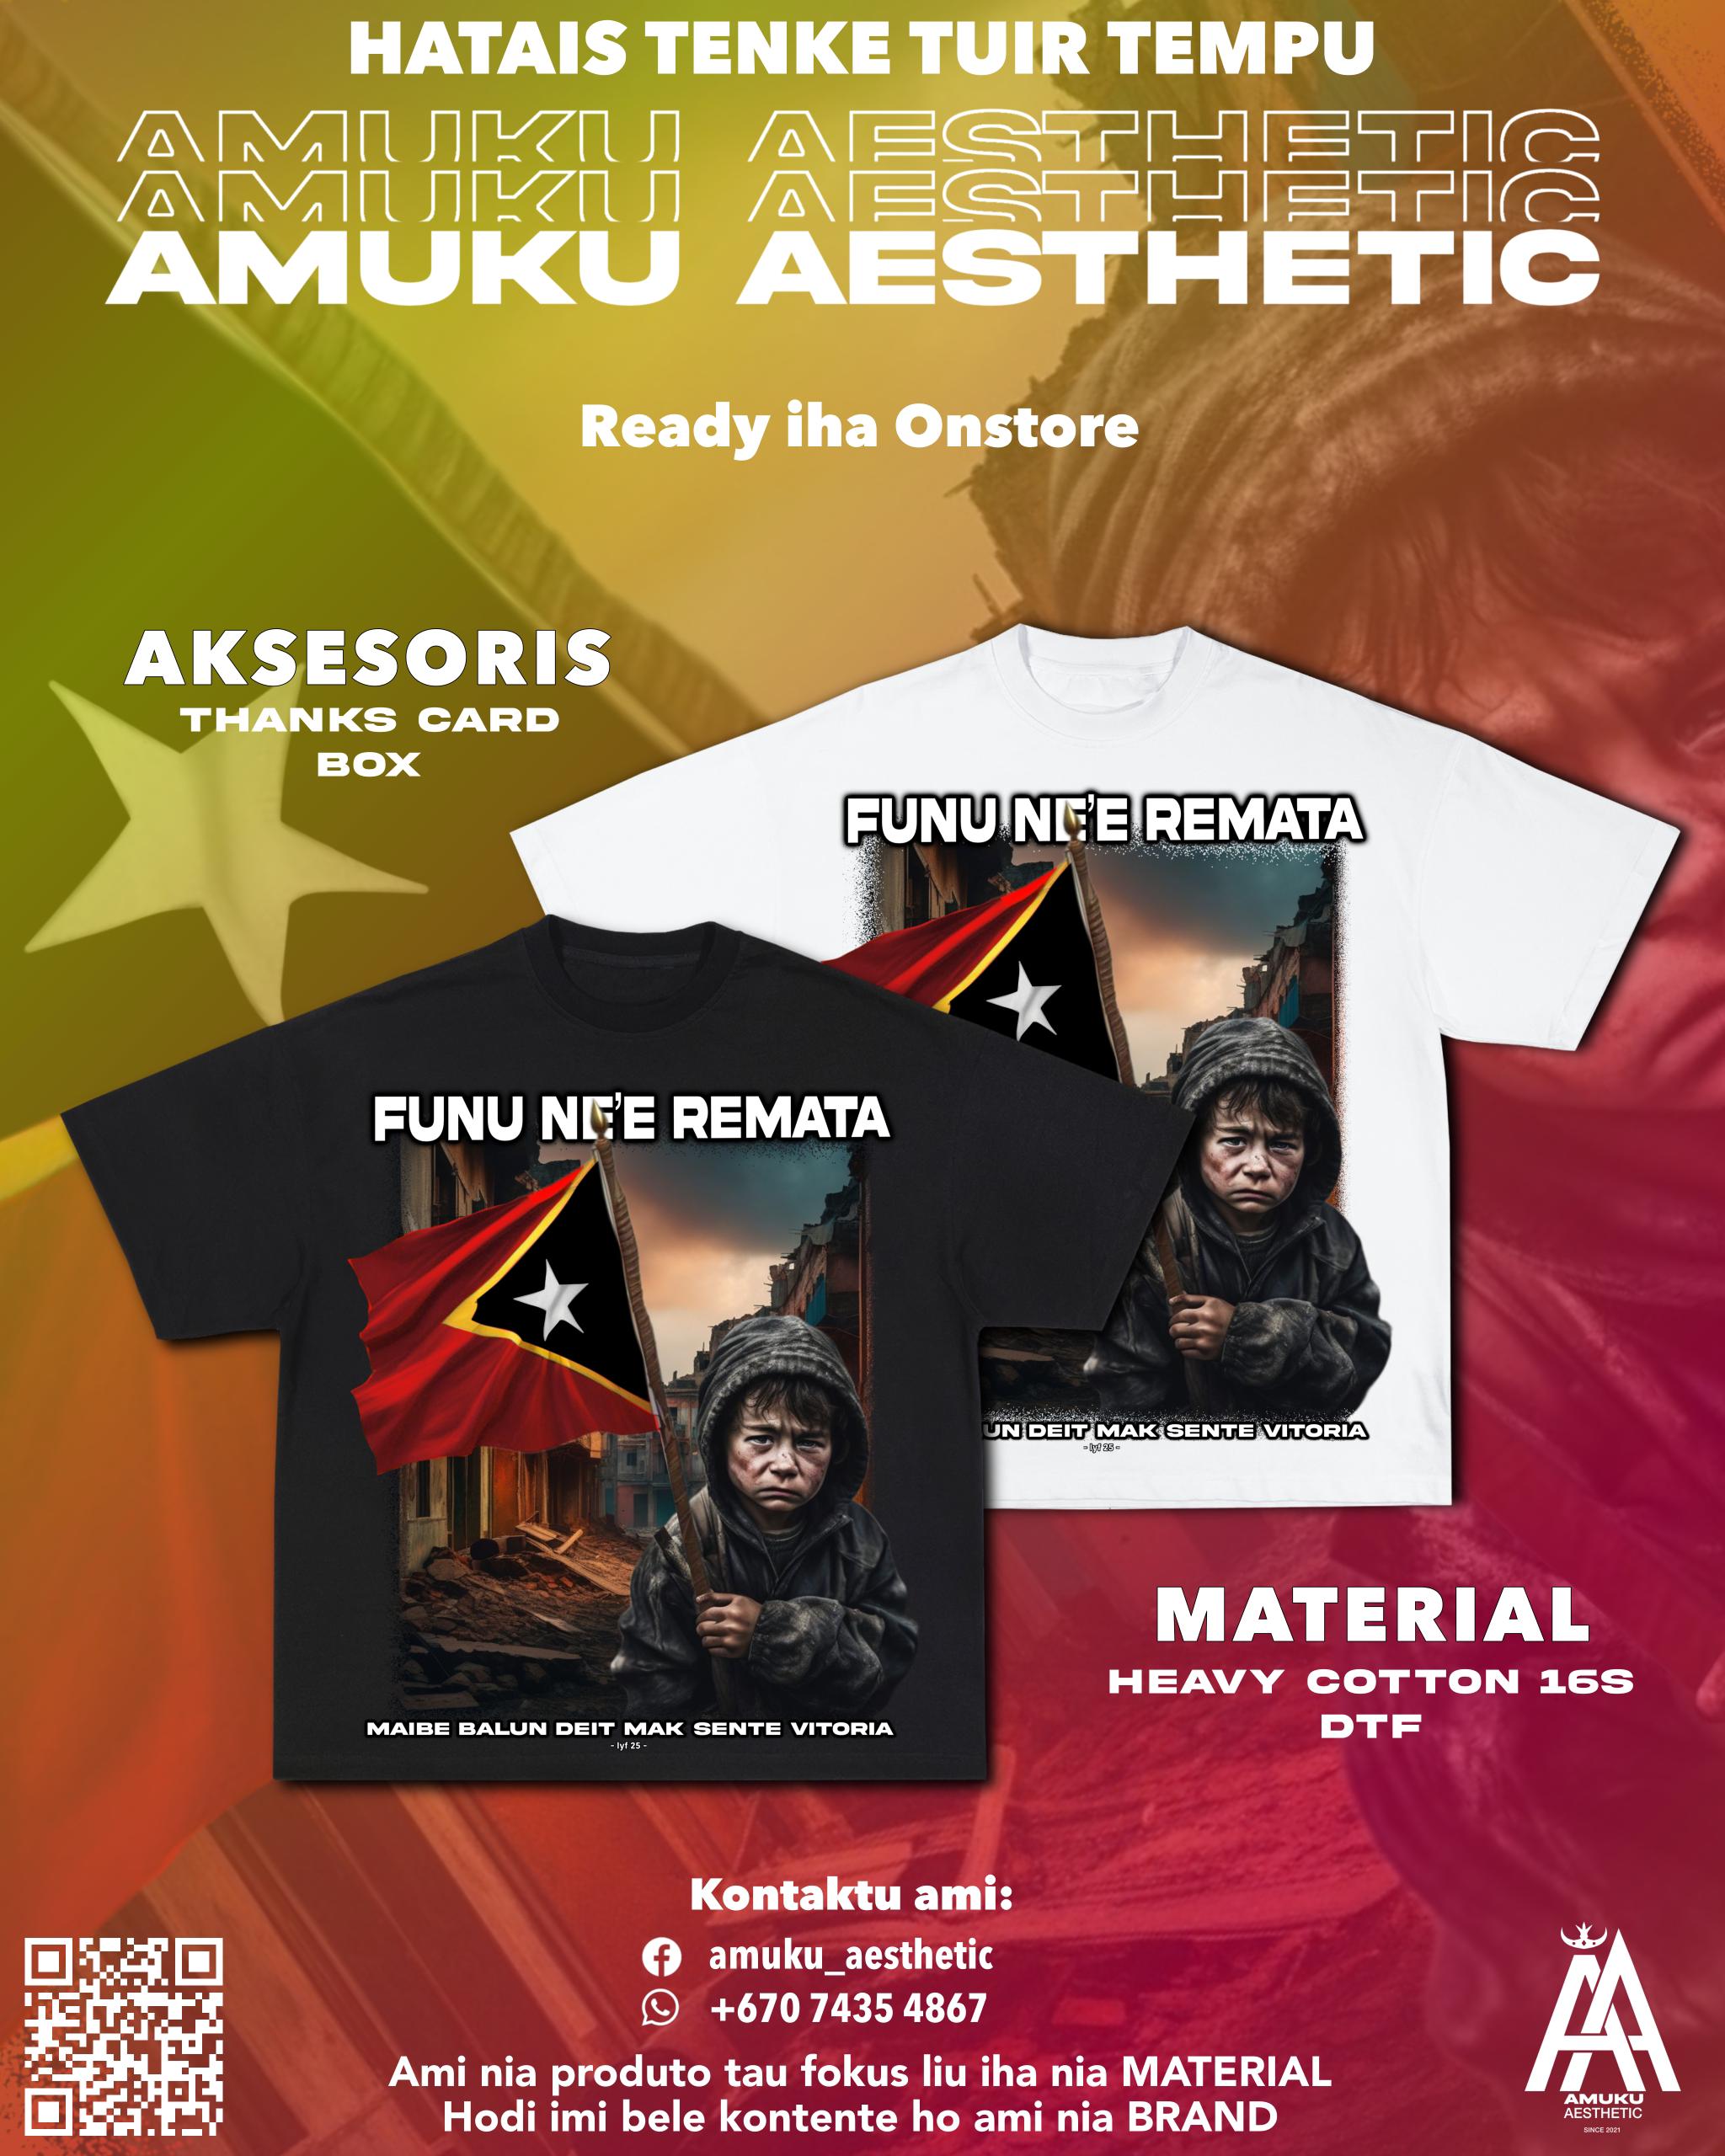 HATAIS TENKE TUIR TEMPU
AMUKU AESTHETIC
AMUKU AESTHETIC
AMUKU AESTHETIC
Ready iha Onstore
AKSESORIS
THANKS CARD
BOX
FUNU NE'E REMATA
UN DEIT MAK SENTE VITORIA
- lyf 25 -
FUNU NE'E REMATA
MAIBE BALUN DEIT MAK SENTE VITORIA
- lyf 25 -
MATERIAL
HEAVY COTTON 16S
DTF
Kontaktu ami:
amuku_aesthetic
+670 7435 4867
Ami nia produto tau fokus liu iha nia MATERIAL
Hodi imi bele kontente ho ami nia BRAND
AA
AMUKU
AESTHETIC
SINCE 2021